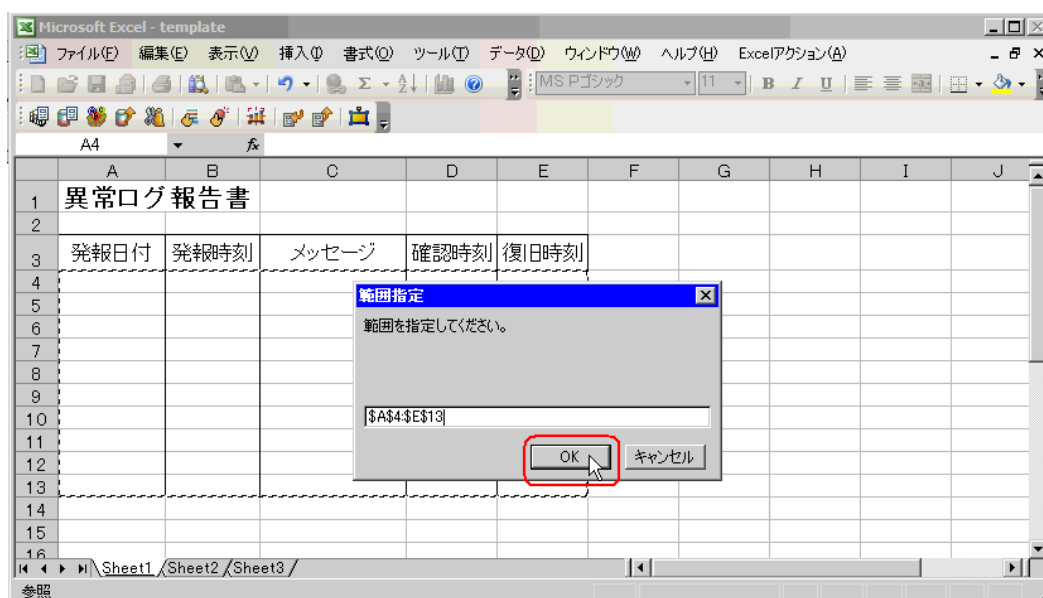 Microsoft Excel - template
ファイル(F) 編集(E) 表示(V) 挿入(I) 書式(O) ツール(T) データ(D) ウィンドウ(W) ヘルプ(H) Excelアクション(A)
MS Pゴシック 11 B I U
A4 fx
A B C D E F G H I J
1 異常ログ報告書
2
3 発報日付 発報時刻 メッセージ 確認時刻 復旧時刻
4
5
6
7
8
9
10
11
12
13
14
15
16
範囲指定
範囲を指定してください。
$A$4:$E$13
OK キャンセル
Sheet1 Sheet2 Sheet3
参照